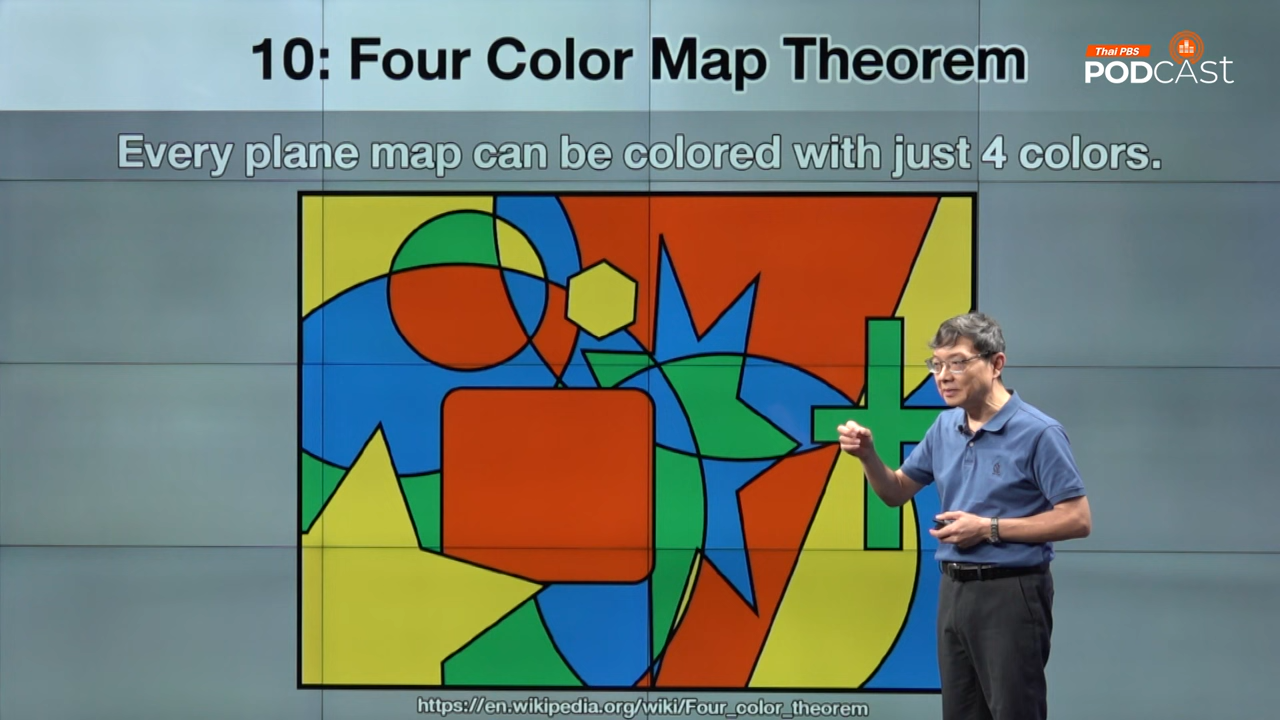 10: Four Color Map Theorem
Thai PBS
PODCAst
Every plane map can be colored with just 4 colors.
https://en.wikipedia.org/wiki/Four_color_theorem